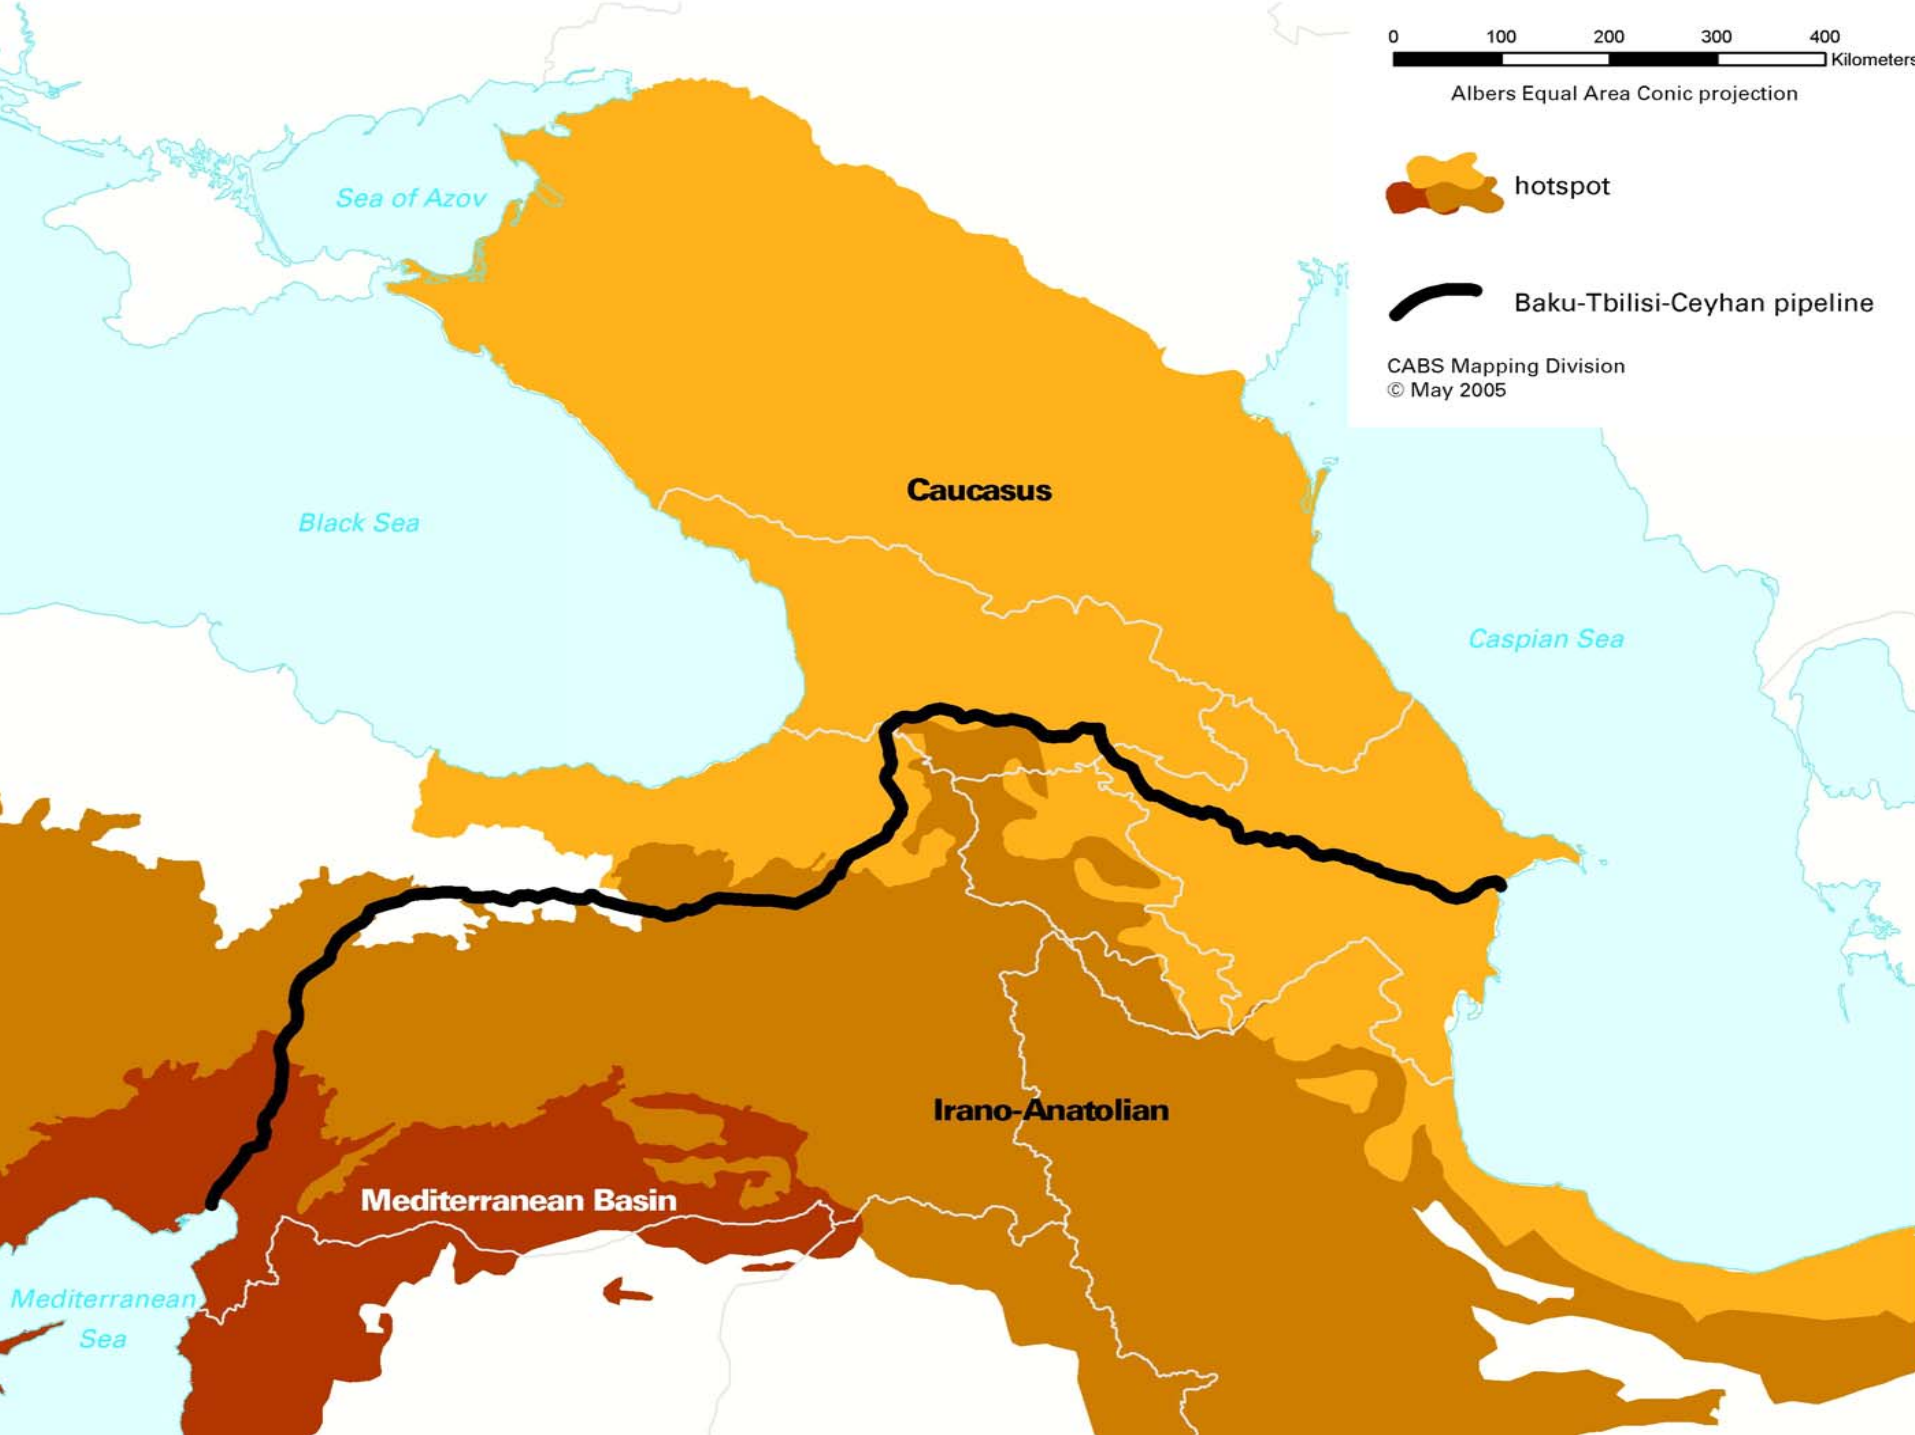 0 100 200 300 400
Kilometers
Albers Equal Area Conic projection
hotspot
Baku-Tbilisi-Ceyhan pipeline
CABS Mapping Division
© May 2005
Sea of Azov
Caucasus
Black Sea
Caspian Sea
Irano-Anatolian
Mediterranean Basin
Mediterranean
Sea